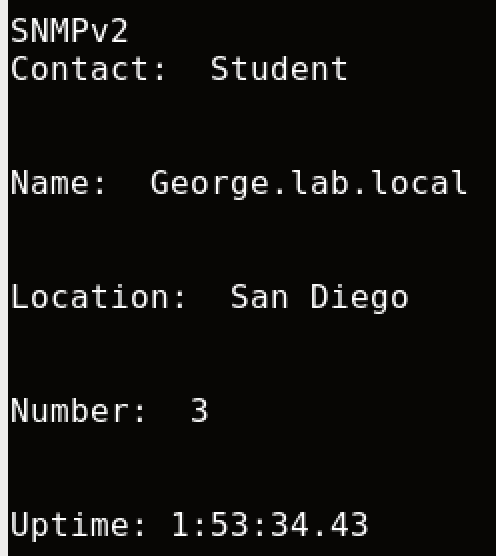 SNMPv2
Contact:  Student
Name:  George.lab.local
Location:  San Diego
Number:  3
Uptime: 1:53:34.43